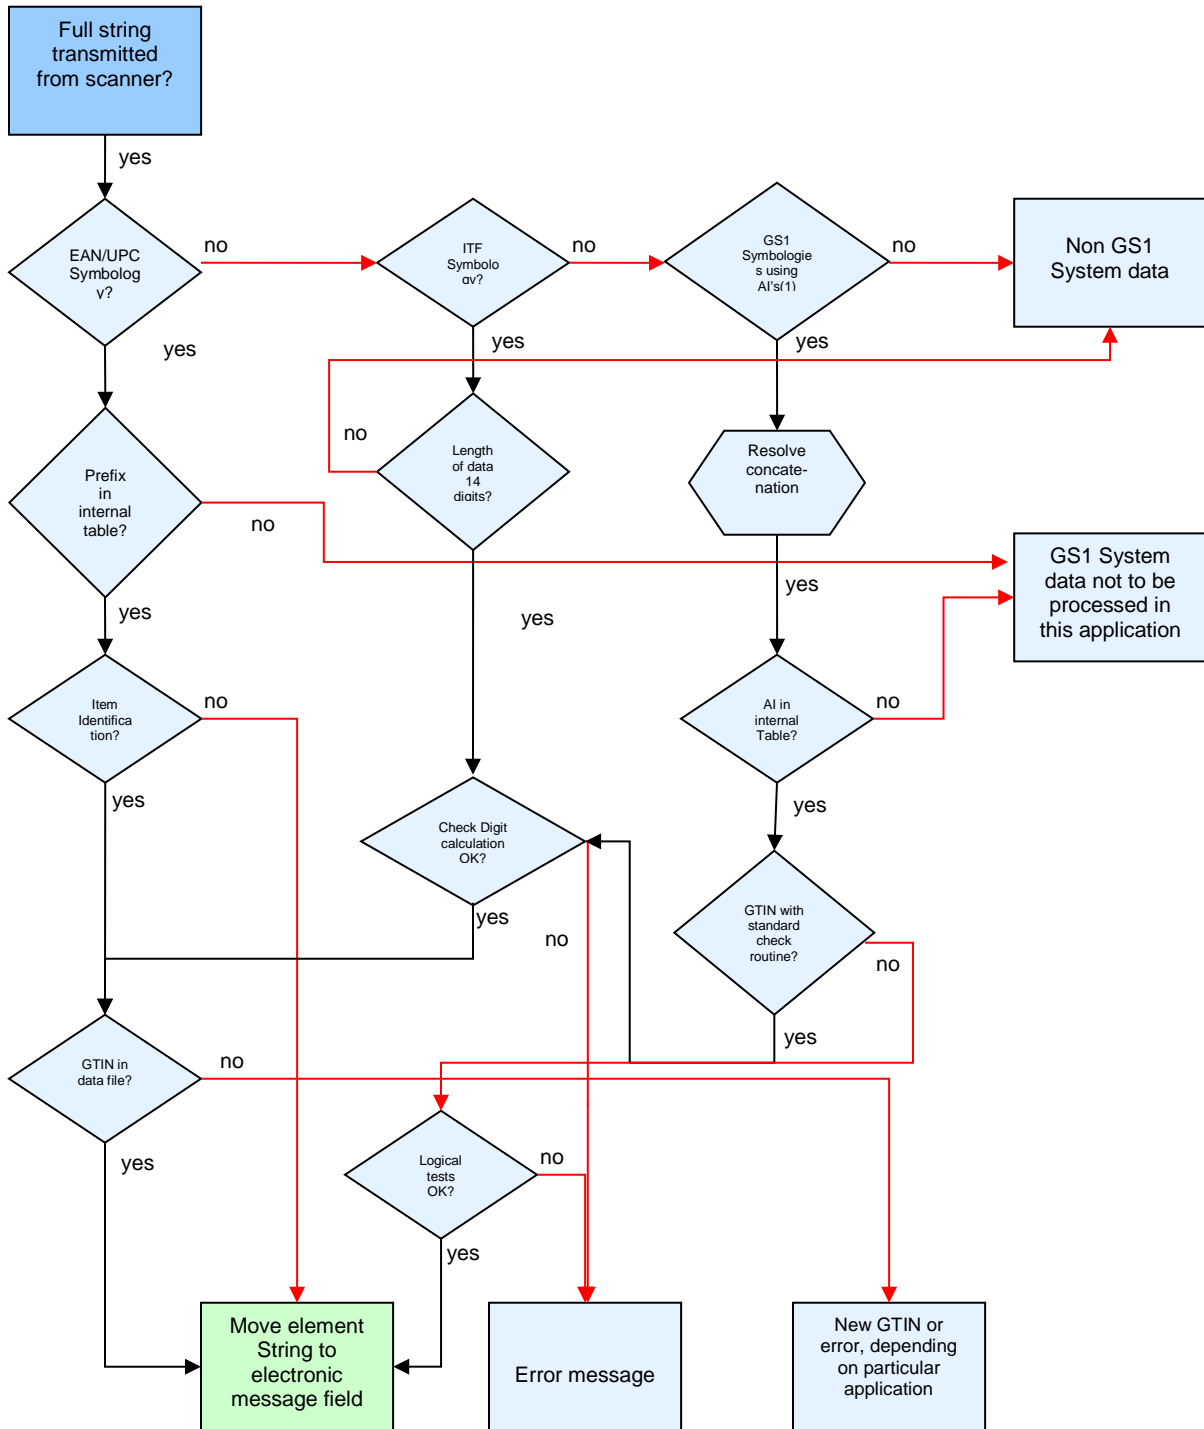 Full string
transmitted
from scanner?
yes
EAN/UPC
Symbolog
y?
no
ITF
Symbolo
gy?
no
GS1
Symbologie
s using
AI's(1)
no
Non GS1
System data
yes
yes
yes
Prefix
in
internal
table?
no
no
Length
of data
14
digits?
Resolve
concate-
nation
GS1 System
data not to be
processed in
this application
yes
yes
yes
Item
Identifica
tion?
no
AI in
internal
Table?
no
yes
yes
Check Digit
calculation
OK?
yes
no
GTIN with
standard
check
routine?
no
yes
GTIN in
data file?
no
yes
Logical
tests
OK?
no
yes
Move element
String to
electronic
message field
Error message
New GTIN or
error, depending
on particular
application